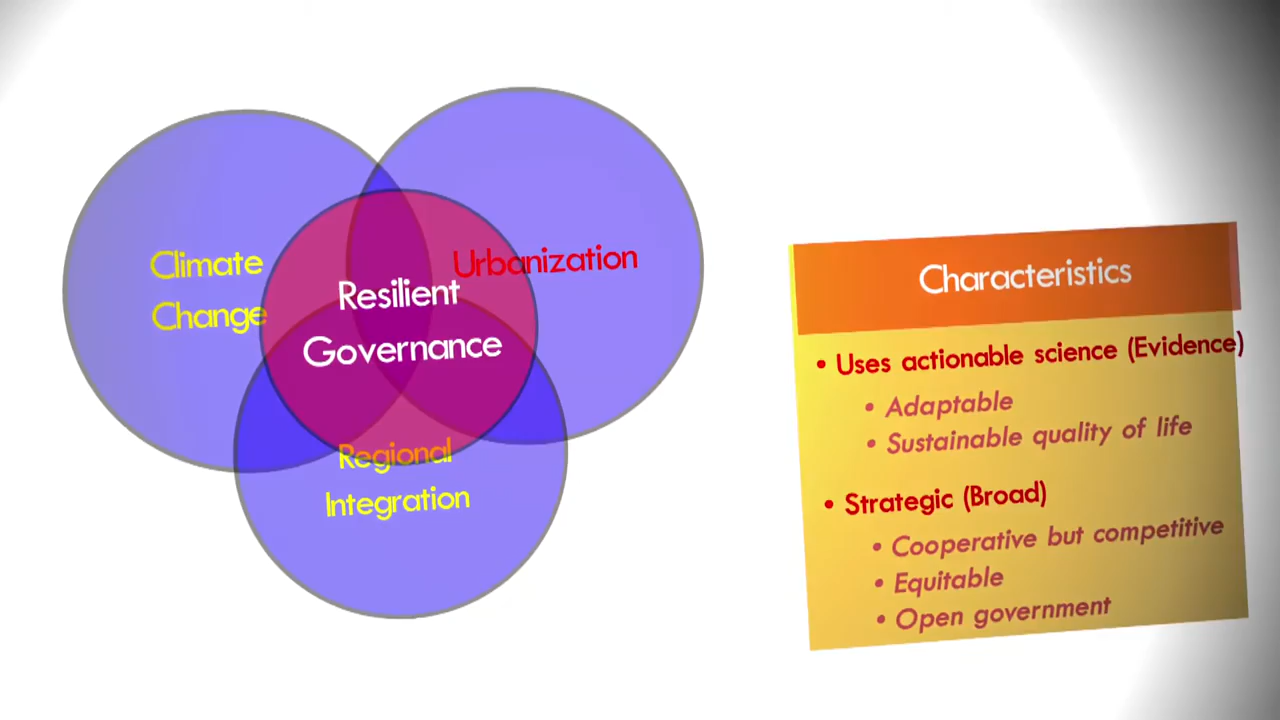 Climate
Change
Urbanization
Resilient
Governance
Regional
Integration
Characteristics
• Uses actionable science (Evidence)
• Adaptable
• Sustainable quality of life
• Strategic (Broad)
• Cooperative but competitive
• Equitable
• Open government